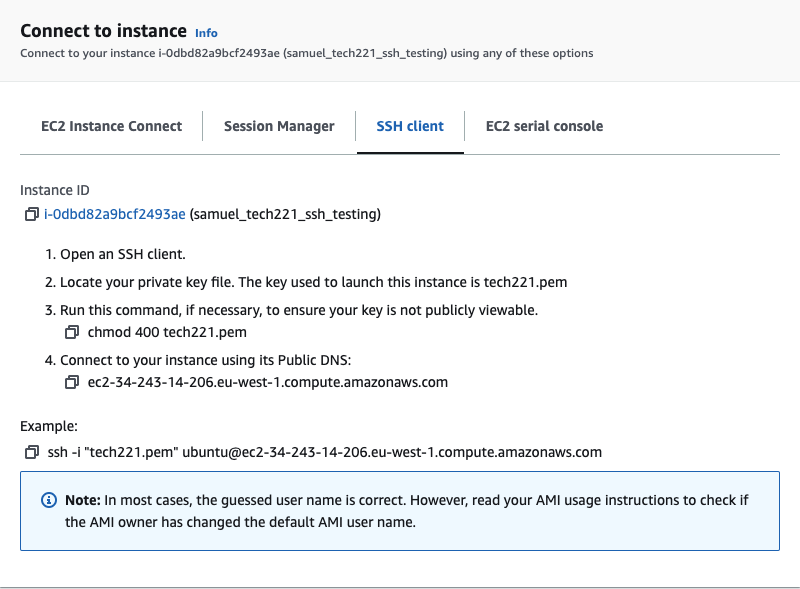 Connect to instance Info
Connect to your instance i-0dbd82a9bcf2493ae (samuel_tech221_ssh_testing) using any of these options
EC2 Instance Connect Session Manager SSH client EC2 serial console
Instance ID
i-0dbd82a9bcf2493ae (samuel_tech221_ssh_testing)
1. Open an SSH client.
2. Locate your private key file. The key used to launch this instance is tech221.pem
3. Run this command, if necessary, to ensure your key is not publicly viewable.
chmod 400 tech221.pem
4. Connect to your instance using its Public DNS:
ec2-34-243-14-206.eu-west-1.compute.amazonaws.com
Example:
ssh -i "tech221.pem" ubuntu@ec2-34-243-14-206.eu-west-1.compute.amazonaws.com
Note: In most cases, the guessed user name is correct. However, read your AMI usage instructions to check if
the AMI owner has changed the default AMI user name.